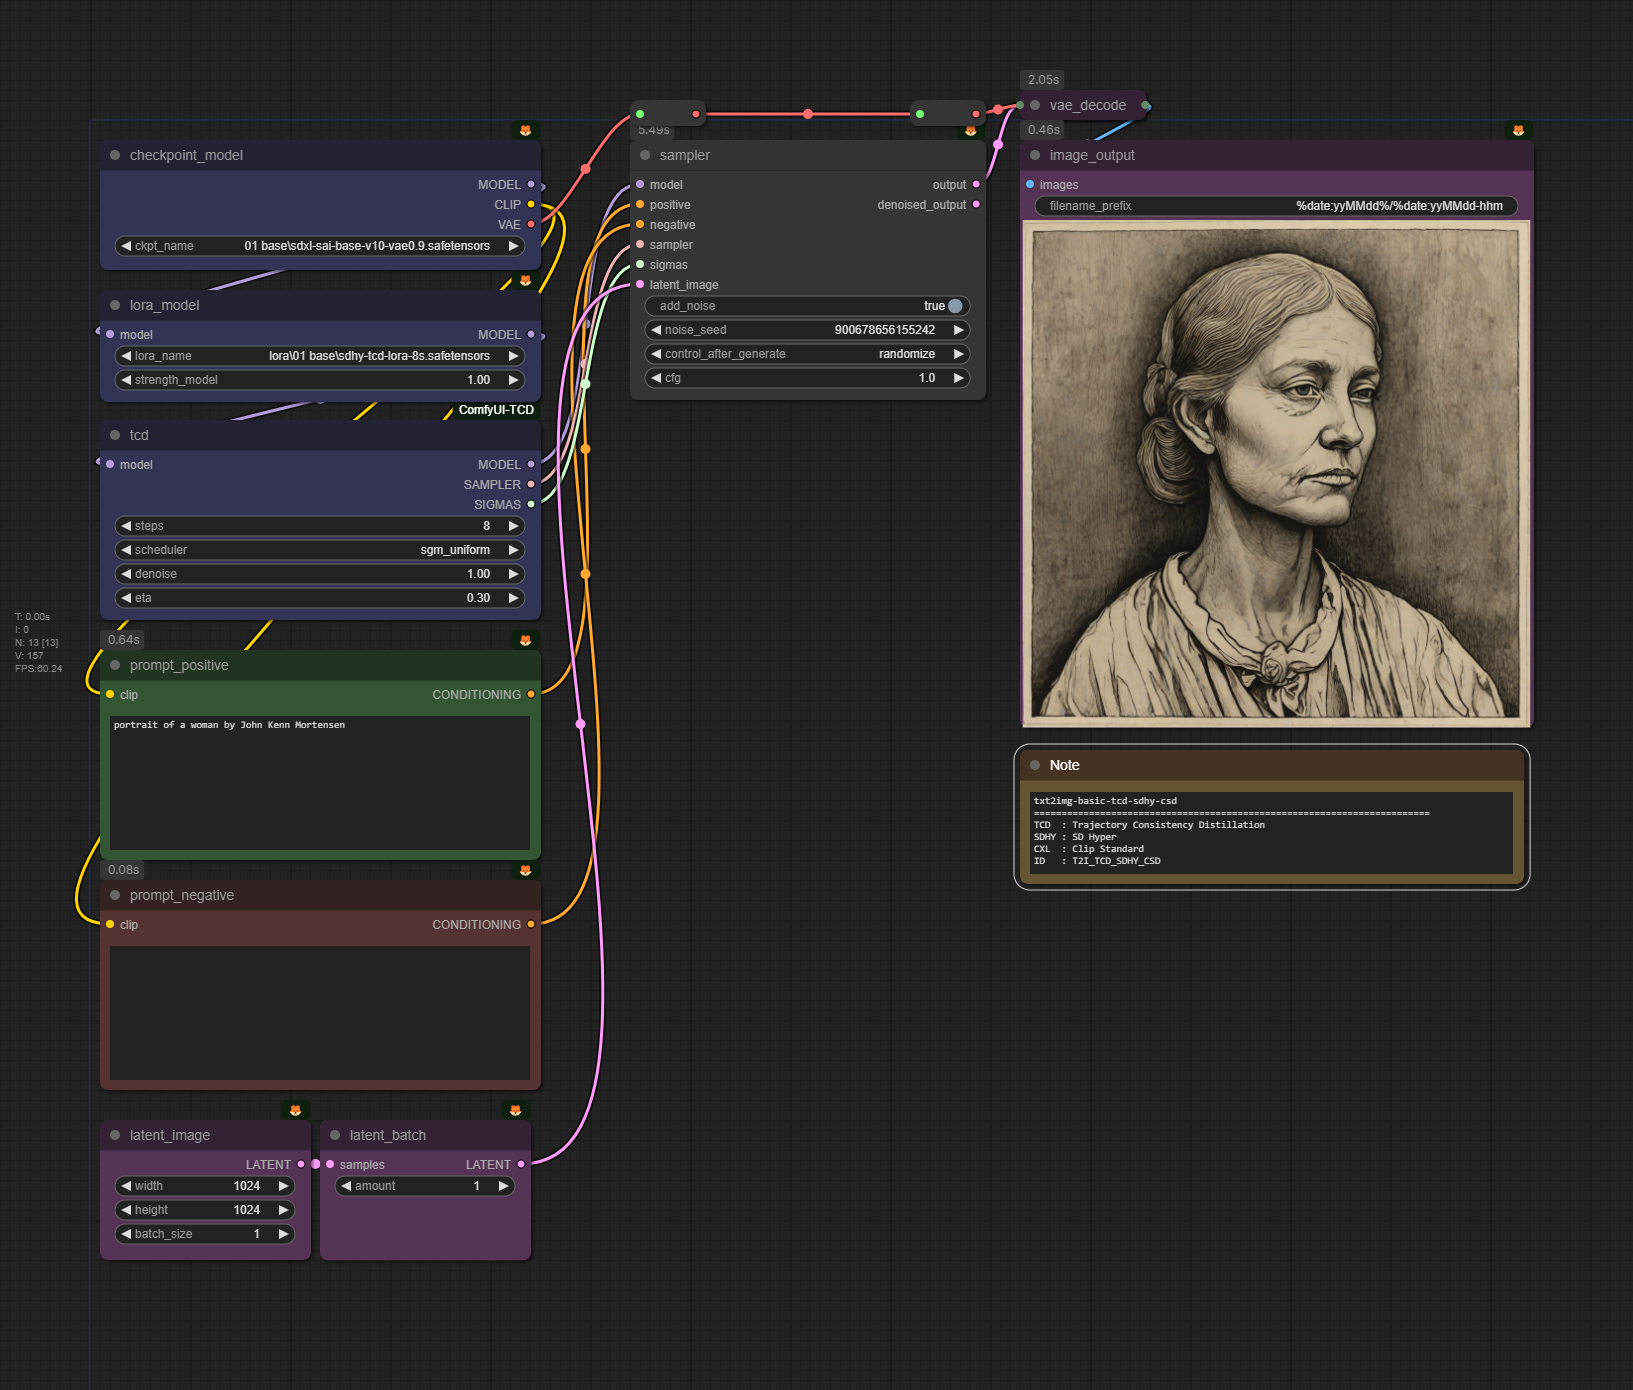 2.05s
vae_decode
5.49s
0.46s
checkpoint_model
MODEL
CLIP
VAE
ckpt_name 01 base\sdxl-sai-base-v10-vae0.9.safetensors
lora_model
model MODEL
lora_name lora\01 base\sdhy-tcd-lora-8s.safetensors
strength_model 1.00
ComfyUI-TCD
tcd
model MODEL
SAMPLER
SIGMAS
steps 8
scheduler sgm_uniform
denoise 1.00
eta 0.30
T: 0.00s
I: 0
N: 13 [13]
V: 157
FPS:60.24
0.64s
prompt_positive
clip CONDITIONING
portrait of a woman by John Kenn Mortensen
0.08s
prompt_negative
clip CONDITIONING
latent_image
LATENT
width 1024
height 1024
batch_size 1
latent_batch
samples LATENT
amount 1
sampler
model output
positive denoised_output
negative
sampler
sigmas
latent_image
add_noise true
noise_seed 900678656155242
control_after_generate randomize
cfg 1.0
image_output
images
filename_prefix %date:yyMMdd%/%date:yyMMdd-hhm
Note
txt2img-basic-tcd-sdhy-csd
==========================================================================
TCD : Trajectory Consistency Distillation
SDHY : SD Hyper
CXL : Clip Standard
ID : T2I_TCD_SDHY_CSD